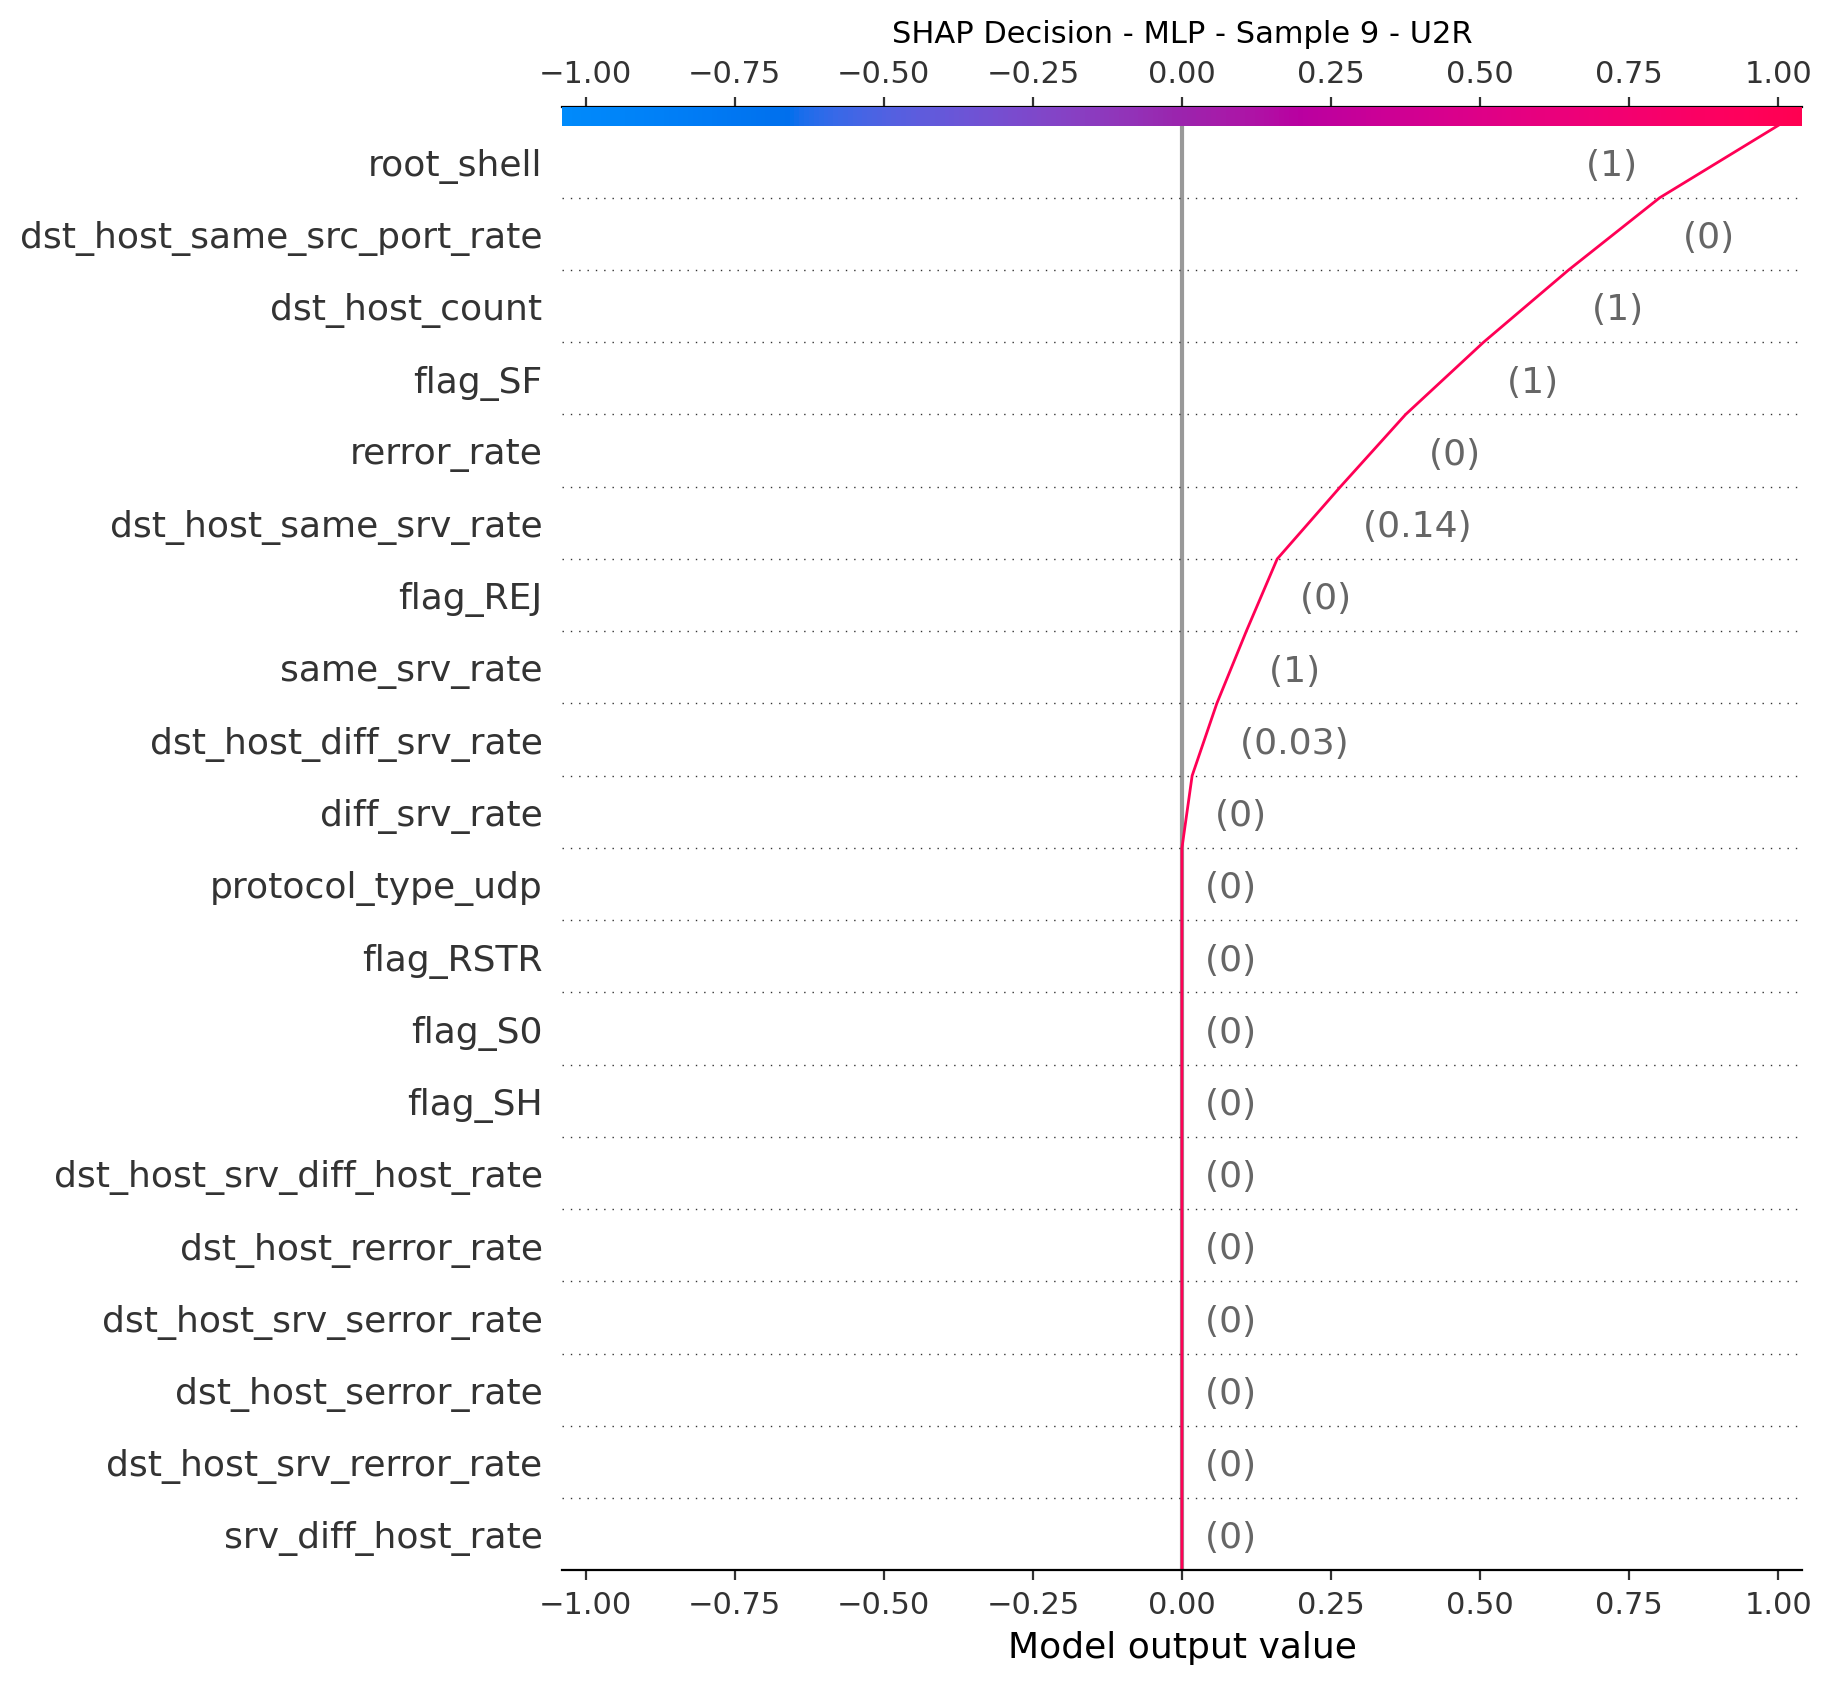 SHAP Decision - MLP - Sample 9 - U2R
−1.00 −0.75 −0.50 −0.25 0.00 0.25 0.50 0.75 1.00
root_shell (1)
dst_host_same_src_port_rate (0)
dst_host_count (1)
flag_SF (1)
rerror_rate (0)
dst_host_same_srv_rate (0.14)
flag_REJ (0)
same_srv_rate (1)
dst_host_diff_srv_rate (0.03)
diff_srv_rate (0)
protocol_type_udp (0)
flag_RSTR (0)
flag_S0 (0)
flag_SH (0)
dst_host_srv_diff_host_rate (0)
dst_host_rerror_rate (0)
dst_host_srv_serror_rate (0)
dst_host_serror_rate (0)
dst_host_srv_rerror_rate (0)
srv_diff_host_rate (0)
−1.00 −0.75 −0.50 −0.25 0.00 0.25 0.50 0.75 1.00
Model output value